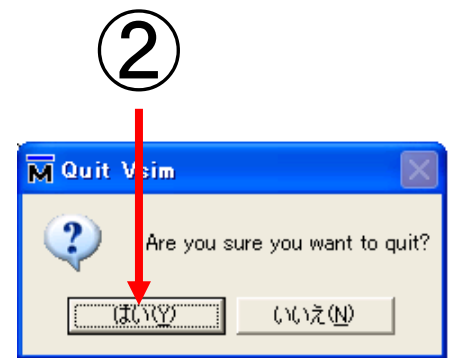 ②
Quit Vsim
Are you sure you want to quit?
はい(Y) いいえ(N)